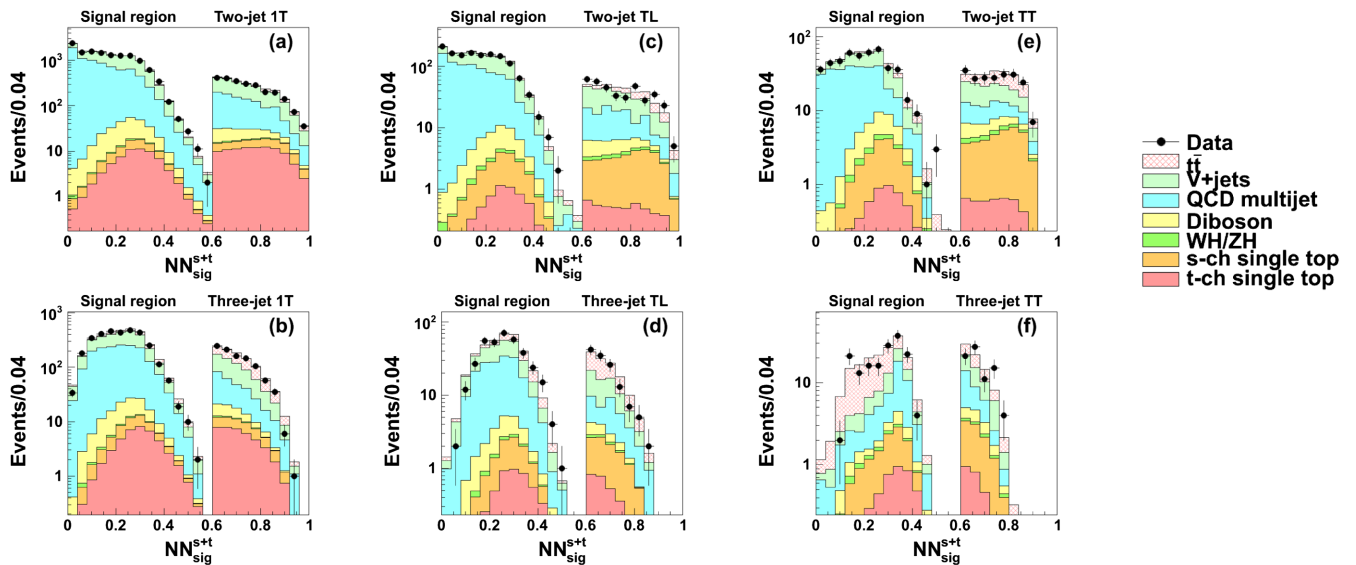 Signal region Two-jet 1T
(a)
Events/0.04
10³
10²
10
1
0 0.2 0.4 0.6 0.8 1
NN^{s+t}_{sig}
Signal region Two-jet TL
(c)
Events/0.04
10²
10
1
0 0.2 0.4 0.6 0.8 1
NN^{s+t}_{sig}
Signal region Two-jet TT
(e)
Events/0.04
10²
10
1
0 0.2 0.4 0.6 0.8 1
NN^{s+t}_{sig}
Data
tt̄
V+jets
QCD multijet
Diboson
WH/ZH
s-ch single top
t-ch single top
Signal region Three-jet 1T
(b)
Events/0.04
10³
10²
10
1
0 0.2 0.4 0.6 0.8 1
NN^{s+t}_{sig}
Signal region Three-jet TL
(d)
Events/0.04
10²
10
1
0 0.2 0.4 0.6 0.8 1
NN^{s+t}_{sig}
Signal region Three-jet TT
(f)
Events/0.04
10
1
0 0.2 0.4 0.6 0.8 1
NN^{s+t}_{sig}